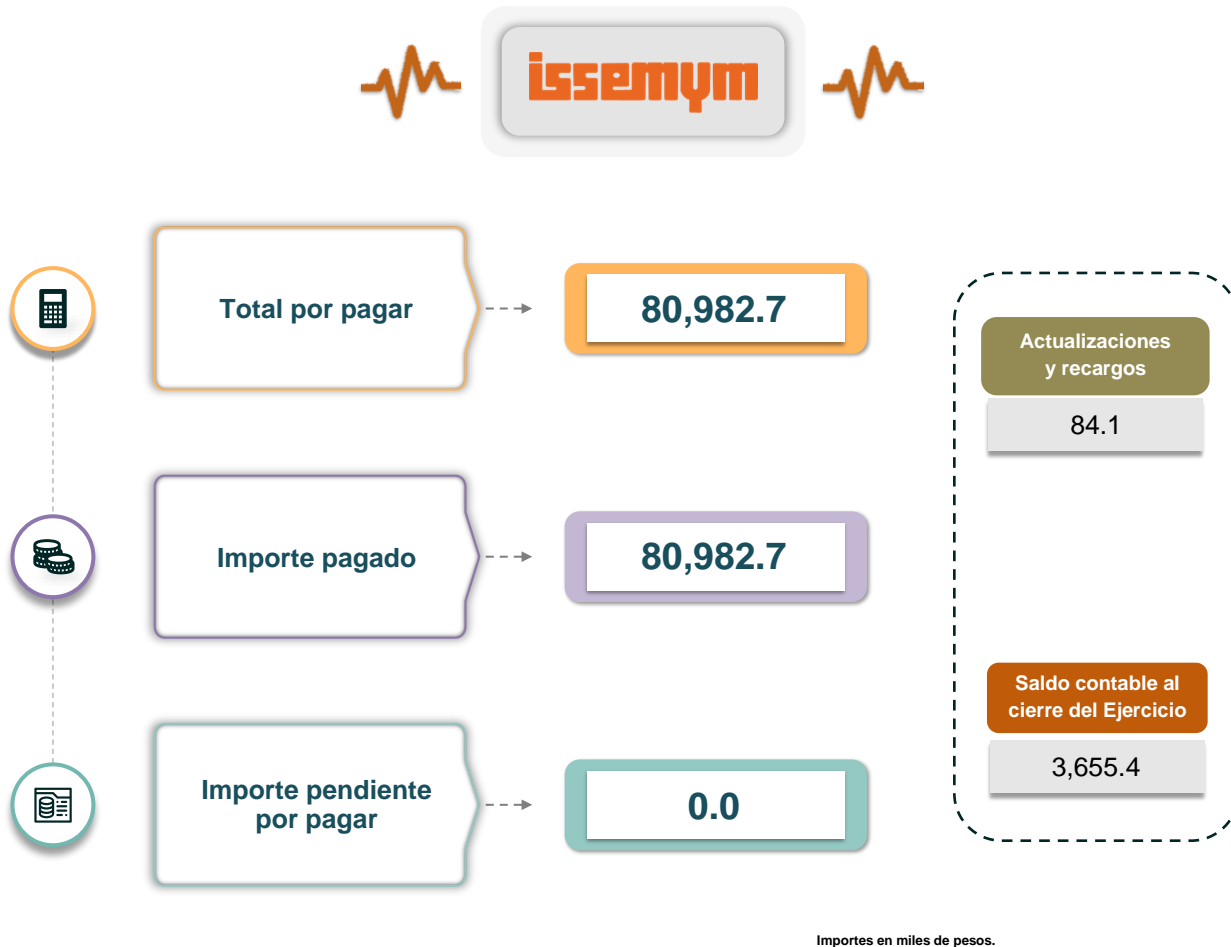 issemym
Total por pagar
80,982.7
Importe pagado
80,982.7
Importe pendiente
por pagar
0.0
Actualizaciones
y recargos
84.1
Saldo contable al
cierre del Ejercicio
3,655.4
Importes en miles de pesos.